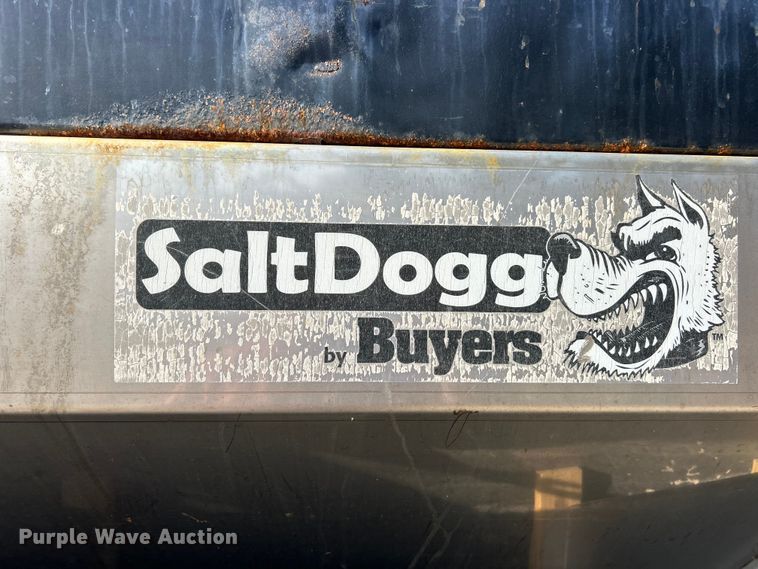 SaltDogg
by Buyers
TM
Purple Wave Auction